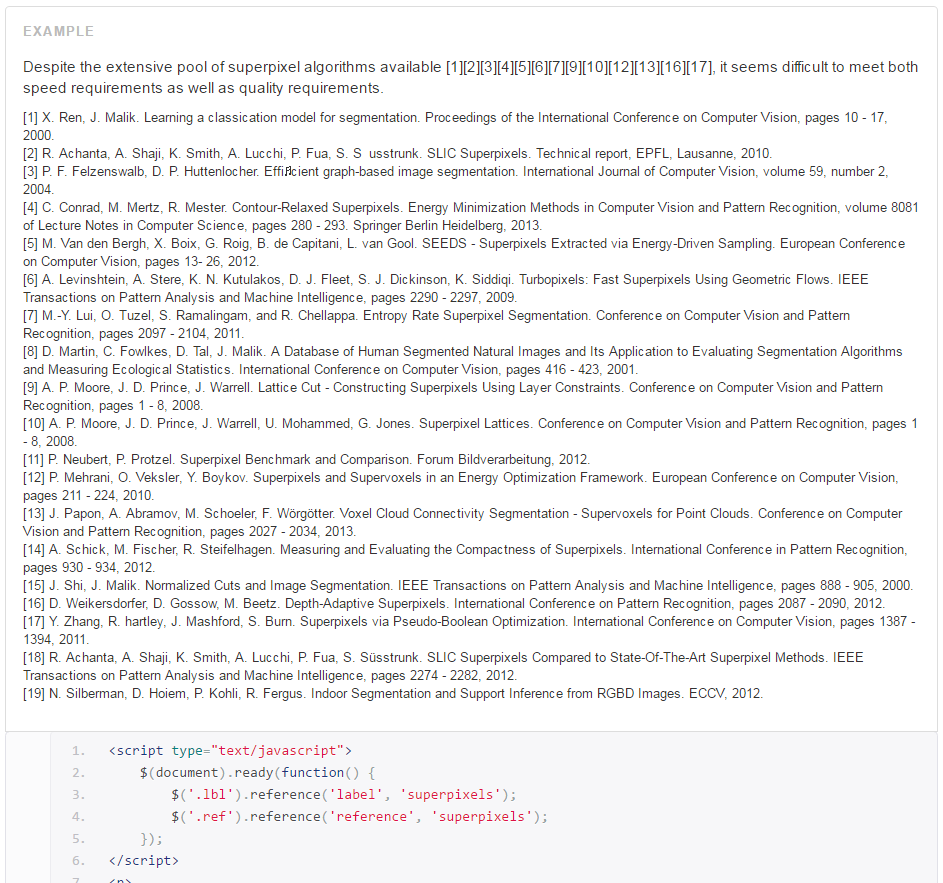 EXAMPLE
Despite the extensive pool of superpixel algorithms available [1][2][3][4][5][6][7][9][10][12][13][16][17], it seems difficult to meet both
speed requirements as well as quality requirements.
[1] X. Ren, J. Malik. Learning a classication model for segmentation. Proceedings of the International Conference on Computer Vision, pages 10 - 17,
2000.
[2] R. Achanta, A. Shaji, K. Smith, A. Lucchi, P. Fua, S. S  usstrunk. SLIC Superpixels. Technical report, EPFL, Lausanne, 2010.
[3] P. F. Felzenswalb, D. P. Huttenlocher. Efficient graph-based image segmentation. International Journal of Computer Vision, volume 59, number 2,
2004.
[4] C. Conrad, M. Mertz, R. Mester. Contour-Relaxed Superpixels. Energy Minimization Methods in Computer Vision and Pattern Recognition, volume 8081
of Lecture Notes in Computer Science, pages 280 - 293. Springer Berlin Heidelberg, 2013.
[5] M. Van den Bergh, X. Boix, G. Roig, B. de Capitani, L. van Gool. SEEDS - Superpixels Extracted via Energy-Driven Sampling. European Conference
on Computer Vision, pages 13- 26, 2012.
[6] A. Levinshtein, A. Stere, K. N. Kutulakos, D. J. Fleet, S. J. Dickinson, K. Siddiqi. Turbopixels: Fast Superpixels Using Geometric Flows. IEEE
Transactions on Pattern Analysis and Machine Intelligence, pages 2290 - 2297, 2009.
[7] M.-Y. Lui, O. Tuzel, S. Ramalingam, and R. Chellappa. Entropy Rate Superpixel Segmentation. Conference on Computer Vision and Pattern
Recognition, pages 2097 - 2104, 2011.
[8] D. Martin, C. Fowlkes, D. Tal, J. Malik. A Database of Human Segmented Natural Images and Its Application to Evaluating Segmentation Algorithms
and Measuring Ecological Statistics. International Conference on Computer Vision, pages 416 - 423, 2001.
[9] A. P. Moore, J. D. Prince, J. Warrell. Lattice Cut - Constructing Superpixels Using Layer Constraints. Conference on Computer Vision and Pattern
Recognition, pages 1 - 8, 2008.
[10] A. P. Moore, J. D. Prince, J. Warrell, U. Mohammed, G. Jones. Superpixel Lattices. Conference on Computer Vision and Pattern Recognition, pages 1
- 8, 2008.
[11] P. Neubert, P. Protzel. Superpixel Benchmark and Comparison. Forum Bildverarbeitung, 2012.
[12] P. Mehrani, O. Veksler, Y. Boykov. Superpixels and Supervoxels in an Energy Optimization Framework. European Conference on Computer Vision,
pages 211 - 224, 2010.
[13] J. Papon, A. Abramov, M. Schoeler, F. Wörgötter. Voxel Cloud Connectivity Segmentation - Supervoxels for Point Clouds. Conference on Computer
Vision and Pattern Recognition, pages 2027 - 2034, 2013.
[14] A. Schick, M. Fischer, R. Steifelhagen. Measuring and Evaluating the Compactness of Superpixels. International Conference in Pattern Recognition,
pages 930 - 934, 2012.
[15] J. Shi, J. Malik. Normalized Cuts and Image Segmentation. IEEE Transactions on Pattern Analysis and Machine Intelligence, pages 888 - 905, 2000.
[16] D. Weikersdorfer, D. Gossow, M. Beetz. Depth-Adaptive Superpixels. International Conference on Pattern Recognition, pages 2087 - 2090, 2012.
[17] Y. Zhang, R. hartley, J. Mashford, S. Burn. Superpixels via Pseudo-Boolean Optimization. International Conference on Computer Vision, pages 1387 -
1394, 2011.
[18] R. Achanta, A. Shaji, K. Smith, A. Lucchi, P. Fua, S. Süsstrunk. SLIC Superpixels Compared to State-Of-The-Art Superpixel Methods. IEEE
Transactions on Pattern Analysis and Machine Intelligence, pages 2274 - 2282, 2012.
[19] N. Silberman, D. Hoiem, P. Kohli, R. Fergus. Indoor Segmentation and Support Inference from RGBD Images. ECCV, 2012.
1. <script type="text/javascript">
2. $(document).ready(function() {
3. $('.lbl').reference('label', 'superpixels');
4. $('.ref').reference('reference', 'superpixels');
5. });
6. </script>